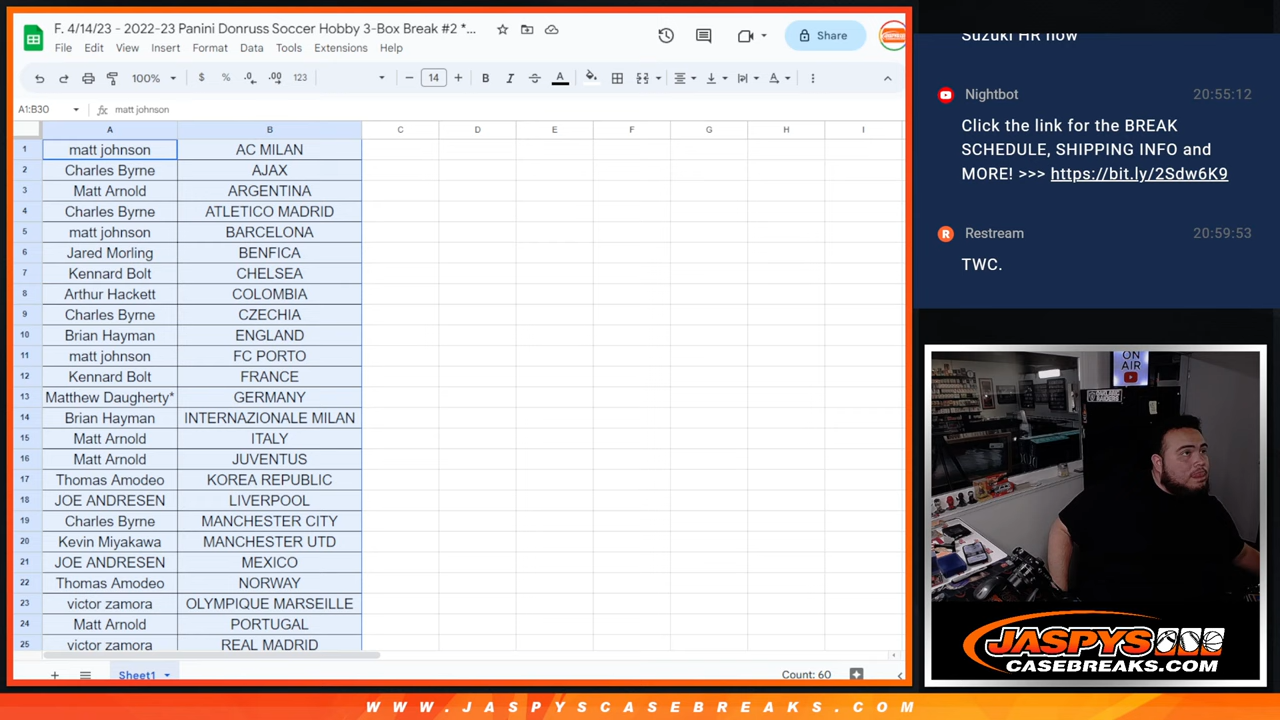 F. 4/14/23 - 2022-23 Panini Donruss Soccer Hobby 3-Box Break #2 *...
Share
File Edit View Insert Format Data Tools Extensions Help
100% $ % .0 .00 123 14 B I S A
A1:B30 fx matt johnson
A B C D E F G H I
1 matt johnson AC MILAN
2 Charles Byrne AJAX
3 Matt Arnold ARGENTINA
4 Charles Byrne ATLETICO MADRID
5 matt johnson BARCELONA
6 Jared Morling BENFICA
7 Kennard Bolt CHELSEA
8 Arthur Hackett COLOMBIA
9 Charles Byrne CZECHIA
10 Brian Hayman ENGLAND
11 matt johnson FC PORTO
12 Kennard Bolt FRANCE
13 Matthew Daugherty* GERMANY
14 Brian Hayman INTERNAZIONALE MILAN
15 Matt Arnold ITALY
16 Matt Arnold JUVENTUS
17 Thomas Amodeo KOREA REPUBLIC
18 JOE ANDRESEN LIVERPOOL
19 Charles Byrne MANCHESTER CITY
20 Kevin Miyakawa MANCHESTER UTD
21 JOE ANDRESEN MEXICO
22 Thomas Amodeo NORWAY
23 victor zamora OLYMPIQUE MARSEILLE
24 Matt Arnold PORTUGAL
25 victor zamora REAL MADRID
Sheet1 Count: 60
Suzuki HR now
Nightbot 20:55:12
Click the link for the BREAK
SCHEDULE, SHIPPING INFO and
MORE! >>> https://bit.ly/2Sdw6K9
Restream 20:59:53
TWC.
ON
AIR
JASPYS
CASEBREAKS.COM
WWW.JASPYSCASEBREAKS.COM